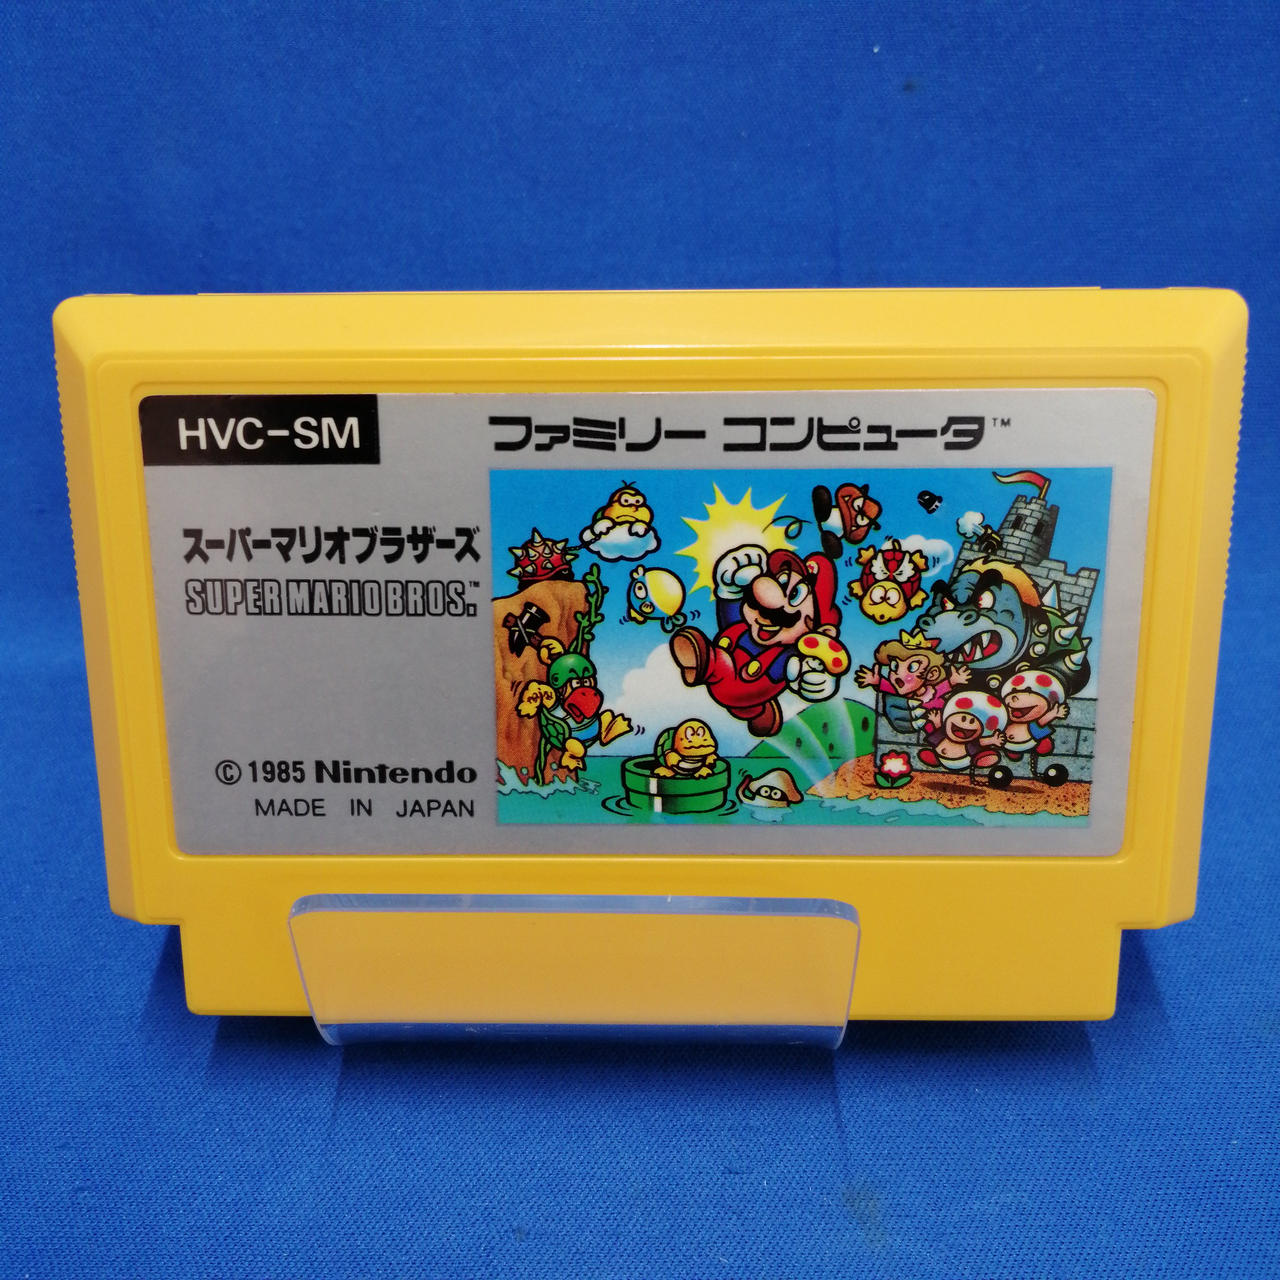 HVC-SM
ファミリー コンピュータ™
スーパーマリオブラザーズ
SUPER MARIO BROS.™
© 1985 Nintendo
MADE IN JAPAN